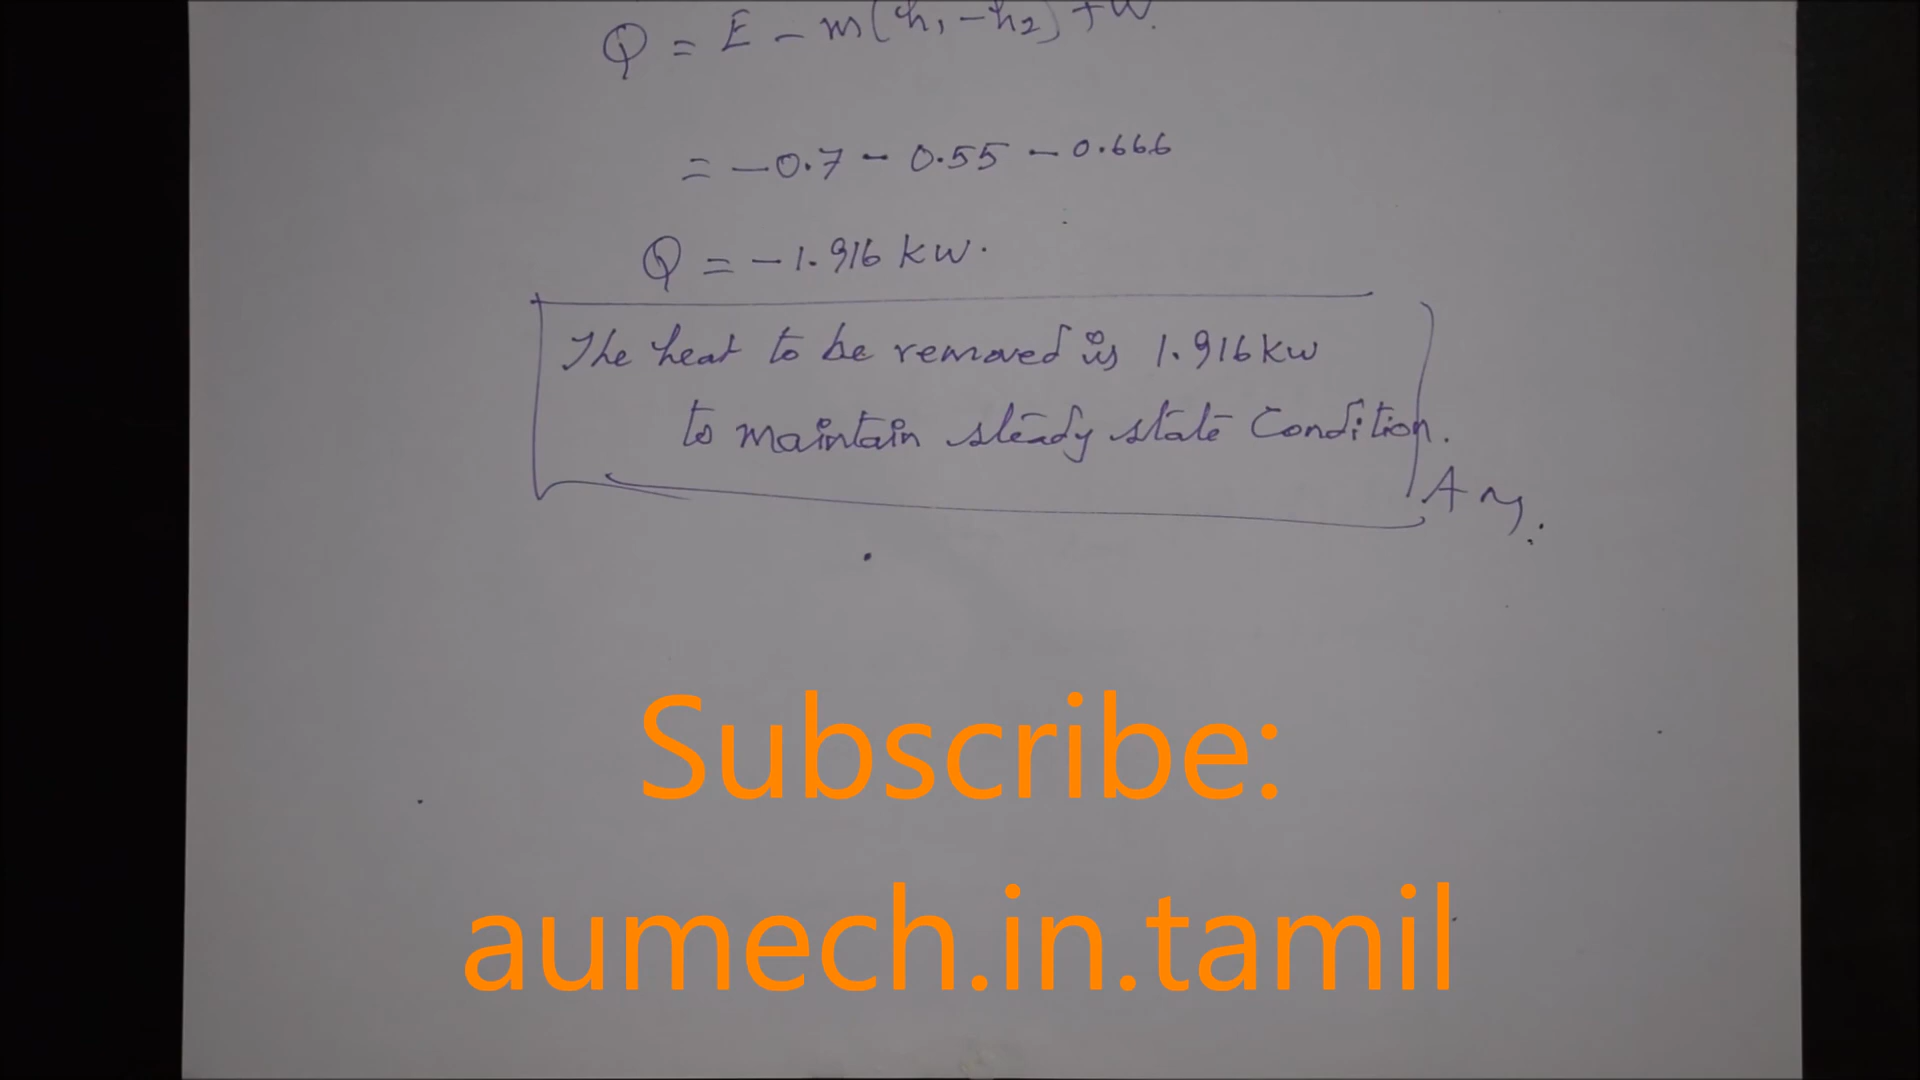 Q = E - m(h₁ - h₂) + W.
= -0.7 - 0.55 - 0.666
Q = -1.916 kw.
The heat to be removed is 1.916 kw
to maintain steady state Condition.
Ans.
Subscribe:
aumech.in.tamil